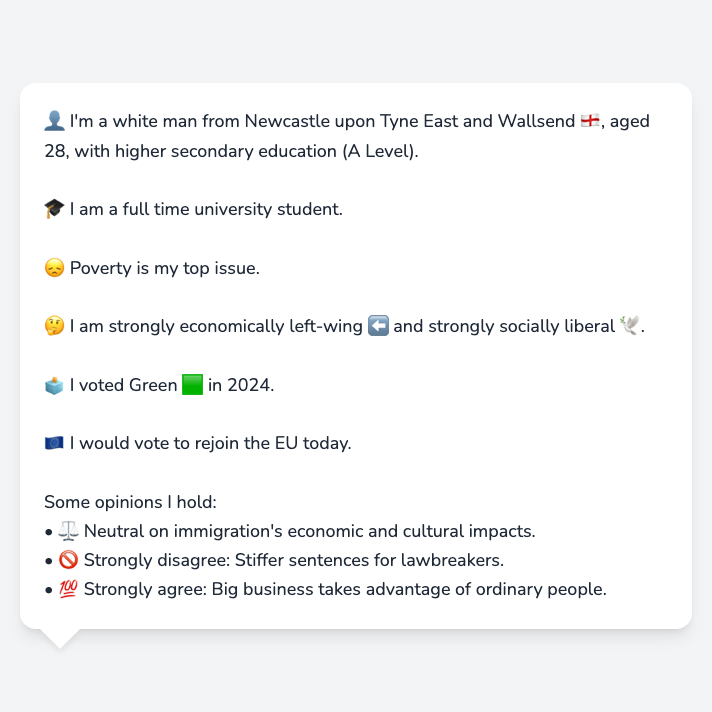 👤 I'm a white man from Newcastle upon Tyne East and Wallsend 🏴󠁧󠁢󠁥󠁮󠁧󠁿, aged
28, with higher secondary education (A Level).
🎓 I am a full time university student.
😞 Poverty is my top issue.
🤔 I am strongly economically left-wing ⬅️ and strongly socially liberal 🕊️.
🗳️ I voted Green 🟩 in 2024.
🇪🇺 I would vote to rejoin the EU today.
Some opinions I hold:
• ⚖️ Neutral on immigration's economic and cultural impacts.
• 🚫 Strongly disagree: Stiffer sentences for lawbreakers.
• 💯 Strongly agree: Big business takes advantage of ordinary people.